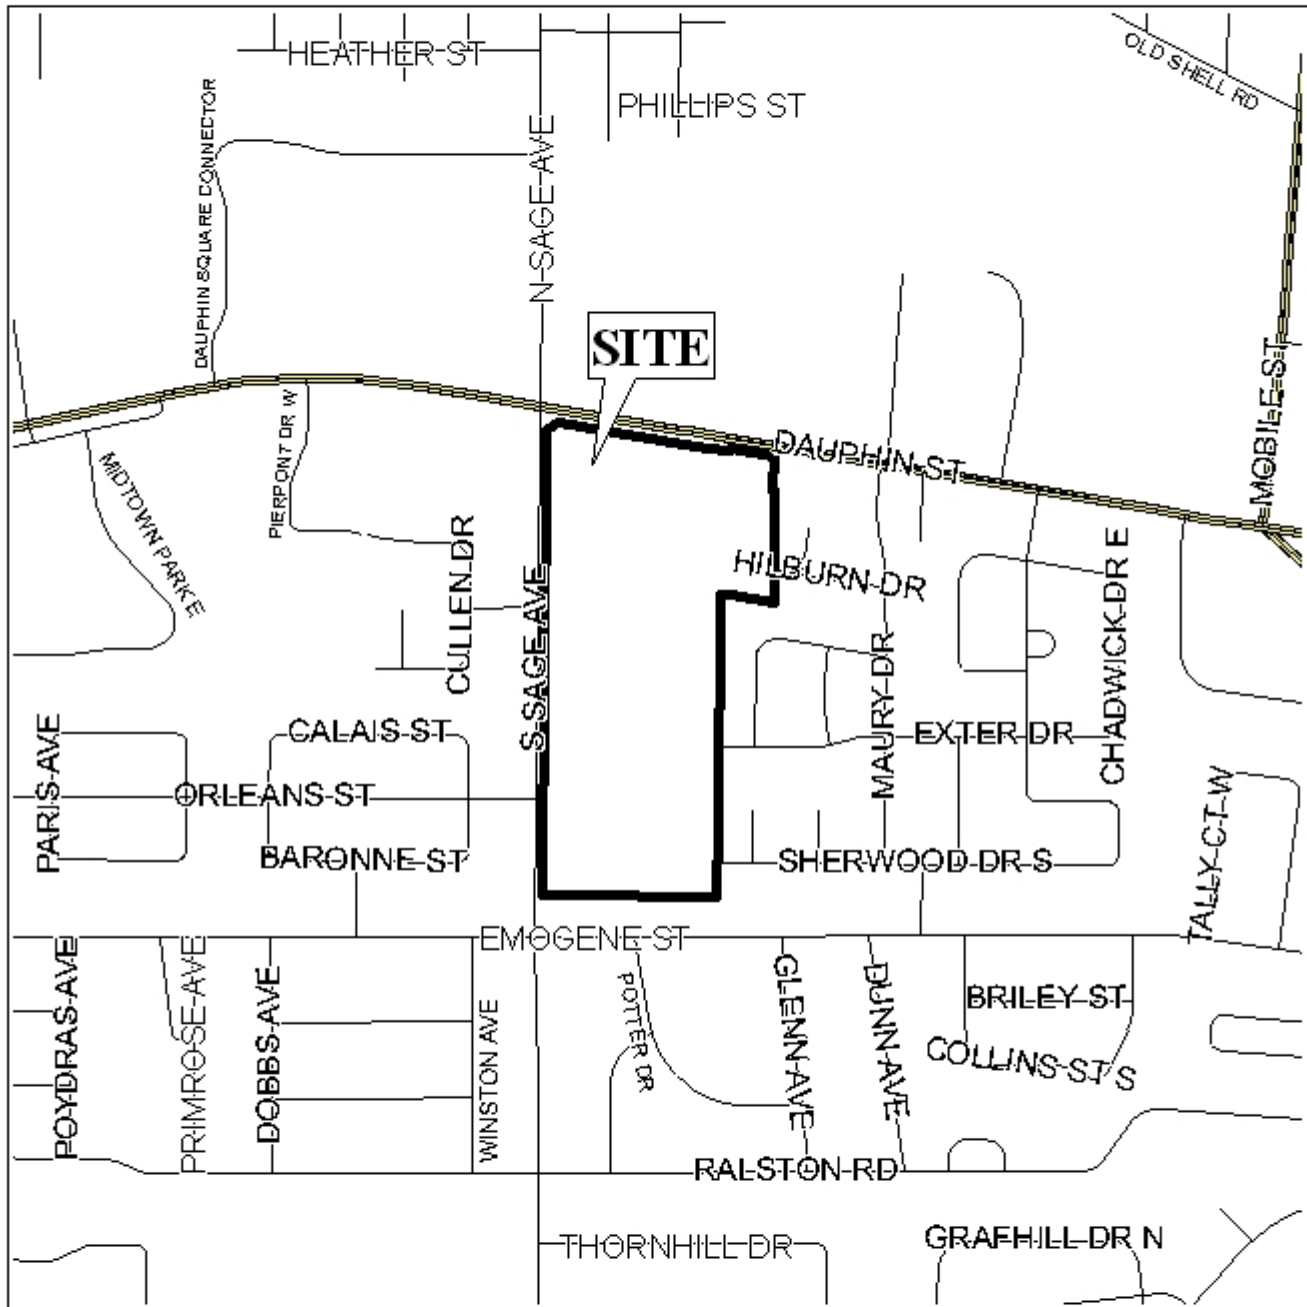 HEATHER ST
OLD SHELL RD
PHILLIPS ST
DAUPHIN SQUARE CONNECTOR
N SAGE AVE
SITE
MOBILE ST
DAUPHIN ST
PIERPONT DR W
MIDTOWN PARK E
CULLEN DR
S SAGE AVE
HILBURN DR
CHADWICK DR E
MAURY DR
CALAIS ST
EXTER DR
PARIS AVE
ORLEANS ST
TALLY CT W
BARONNE ST
SHERWOOD DR S
EMOGENE ST
POYDRAS AVE
PRIMROSE AVE
DOBBS AVE
WINSTON AVE
POTTER DR
GLENN AVE
DUNN AVE
BRILEY ST
COLLINS ST S
RALSTON RD
THORNHILL DR
GRAFHILL DR N